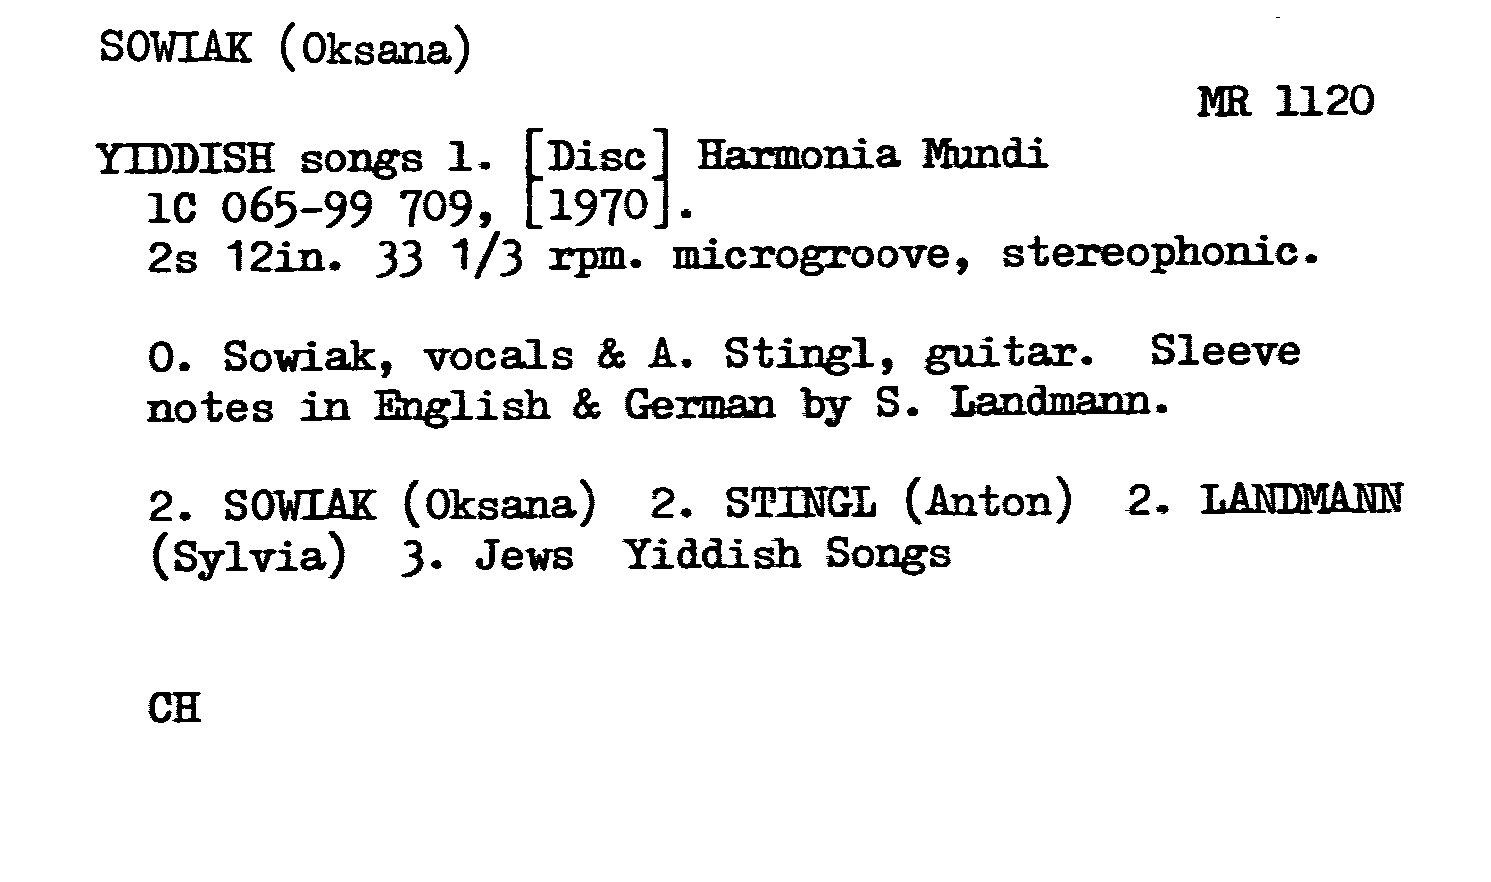 SOWIAK (Oksana)
MR 1120
YIDDISH songs 1. [Disc] Harmonia Mundi
1C 065-99 709, [1970].
2s 12in. 33 1/3 rpm. microgroove, stereophonic.
O. Sowiak, vocals & A. Stingl, guitar. Sleeve
notes in English & German by S. Landmann.
2. SOWIAK (Oksana) 2. STINGL (Anton) 2. LANDMANN
(Sylvia) 3. Jews Yiddish Songs
CH